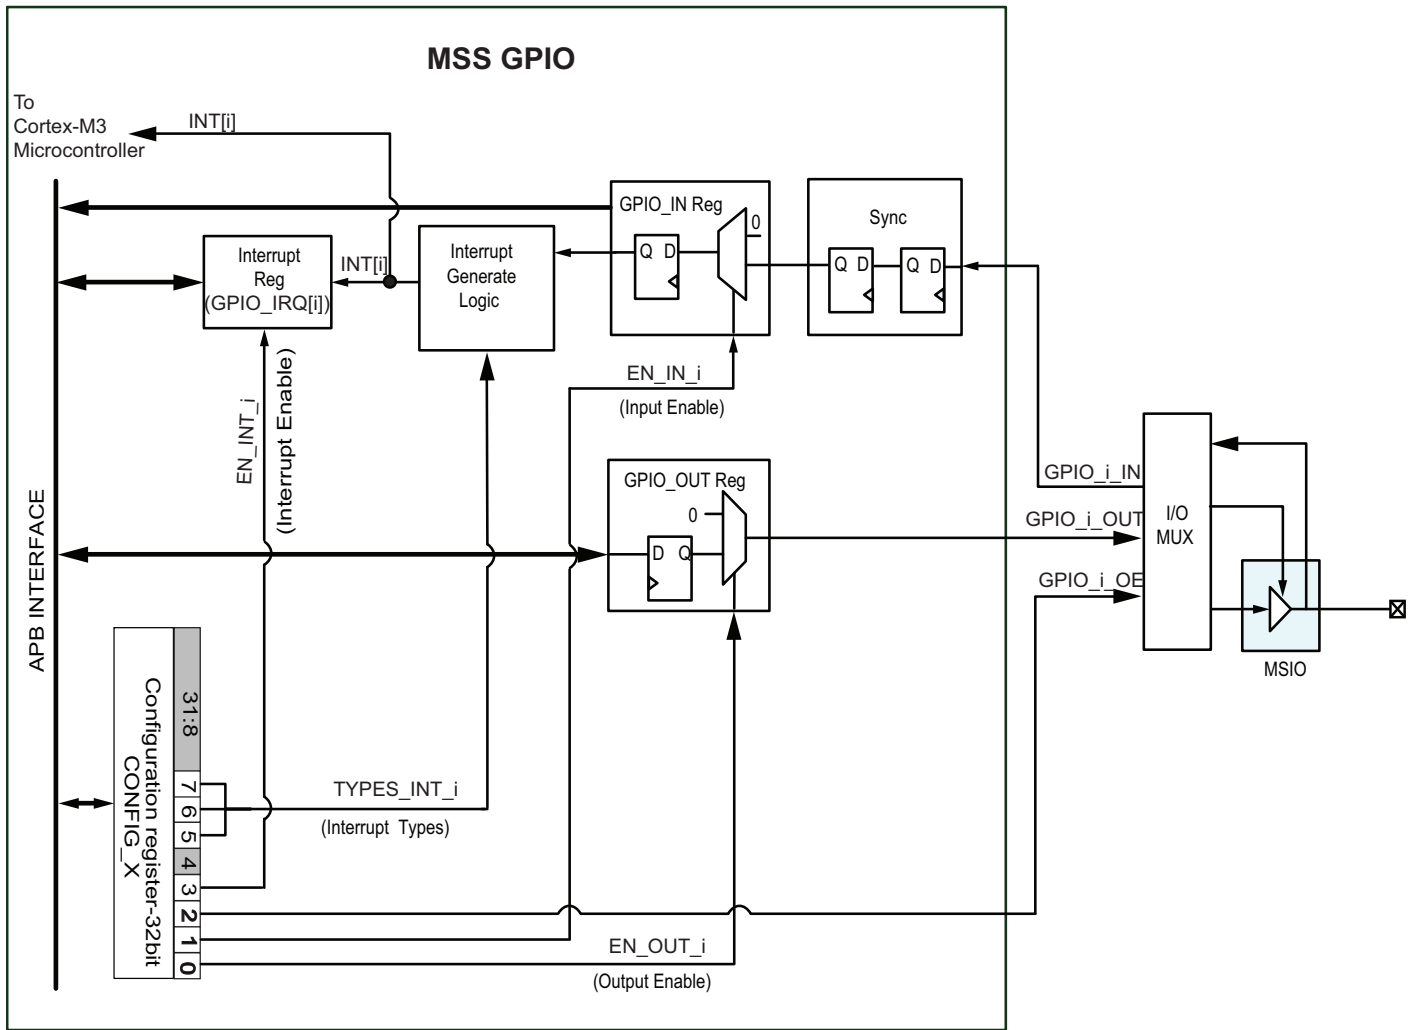 MSS GPIO
To
Cortex-M3
Microcontroller
INT[i]
GPIO_IN Reg
0
Q D
Sync
Q D
Q D
Interrupt
Reg
(GPIO_IRQ[i])
INT[i]
Interrupt
Generate
Logic
EN_INT_i
(Interrupt Enable)
EN_IN_i
(Input Enable)
GPIO_OUT Reg
0
D Q
GPIO_i_IN
GPIO_i_OUT
GPIO_i_OE
I/O
MUX
MSIO
APB INTERFACE
Configuration register-32bit
CONFIG_X
31:8
7
6
5
4
3
2
1
0
TYPES_INT_i
(Interrupt Types)
EN_OUT_i
(Output Enable)